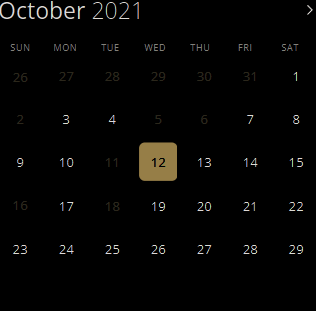 October 2021
SUN MON TUE WED THU FRI SAT
26 27 28 29 30 31 1
2 3 4 5 6 7 8
9 10 11 12 13 14 15
16 17 18 19 20 21 22
23 24 25 26 27 28 29